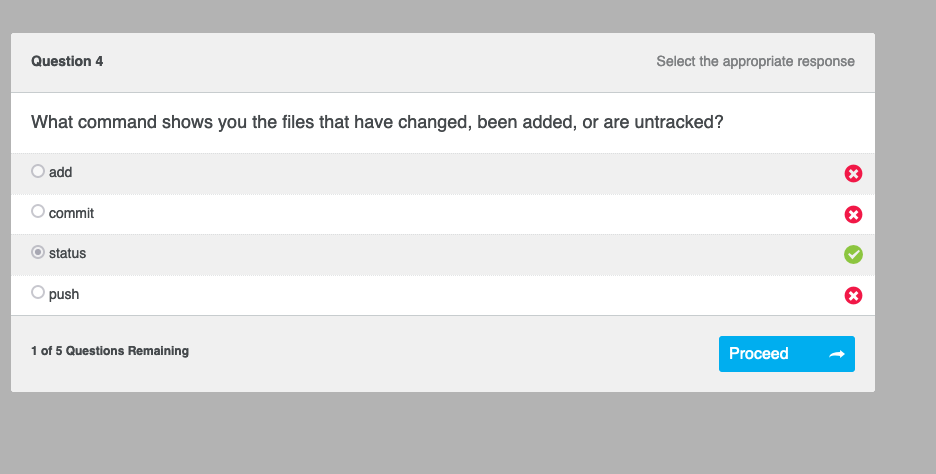 Question 4
Select the appropriate response
What command shows you the files that have changed, been added, or are untracked?
add
commit
status
push
1 of 5 Questions Remaining
Proceed